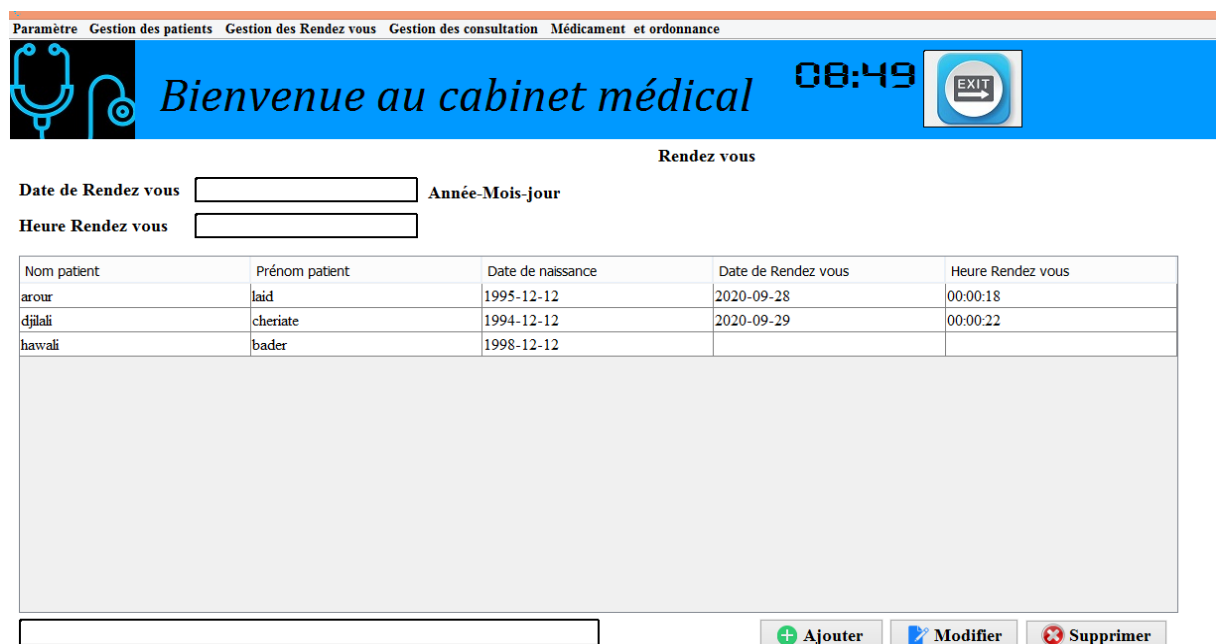 Paramètre Gestion des patients Gestion des Rendez vous Gestion des consultation Médicament et ordonnance
Bienvenue au cabinet médical 08:49 EXIT
Rendez vous
Date de Rendez vous Année-Mois-jour
Heure Rendez vous
Nom patient Prénom patient Date de naissance Date de Rendez vous Heure Rendez vous
arour laid 1995-12-12 2020-09-28 00:00:18
djilali cheriate 1994-12-12 2020-09-29 00:00:22
hawali bader 1998-12-12
Ajouter Modifier Supprimer